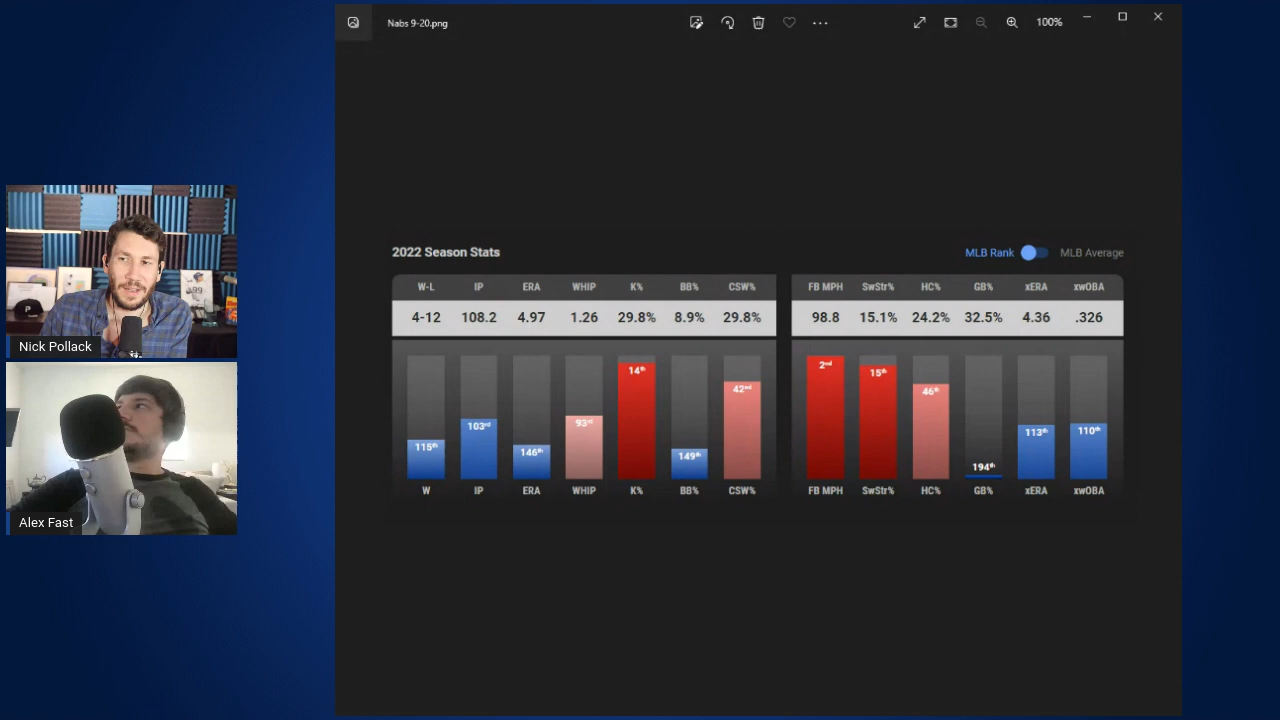 Nabs 9-20.png
100%
2022 Season Stats
MLB Rank MLB Average
W-L IP ERA WHIP K% BB% CSW%
4-12 108.2 4.97 1.26 29.8% 8.9% 29.8%
115th 103rd 146th 93rd 14th 149th 42nd
W IP ERA WHIP K% BB% CSW%
FB MPH SwStr% HC% GB% xERA xwOBA
98.8 15.1% 24.2% 32.5% 4.36 .326
2nd 15th 46th 194th 113th 110th
FB MPH SwStr% HC% GB% xERA xwOBA
99
Nick Pollack
Alex Fast